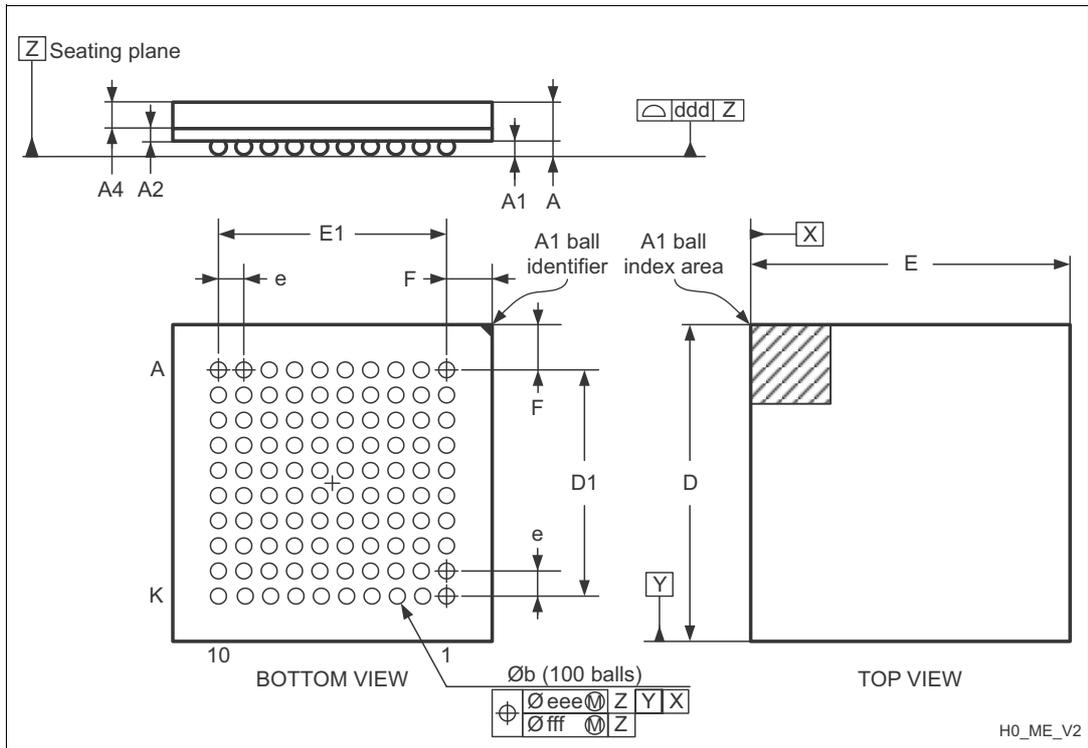 Z Seating plane
ddd Z
A4
A2
A1
A
E1
e
F
A1 ball
identifier
A1 ball
index area
X
E
A
F
D1
D
e
K
Y
10
1
BOTTOM VIEW
Øb (100 balls)
Ø eee Ⓜ Z Y X
Ø fff Ⓜ Z
TOP VIEW
H0_ME_V2